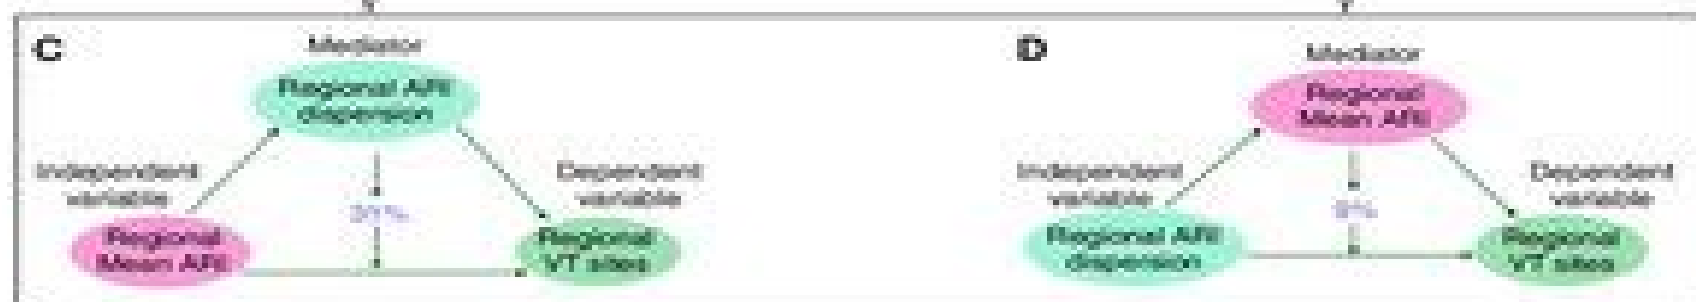 C
Mediator
Regional ARI
dispersion
Independent
variable
Dependent
variable
Regional
Mean ARI
Regional
VT sites
D
Mediator
Regional
Mean ARI
Independent
variable
Dependent
variable
Regional ARI
dispersion
Regional
VT sites